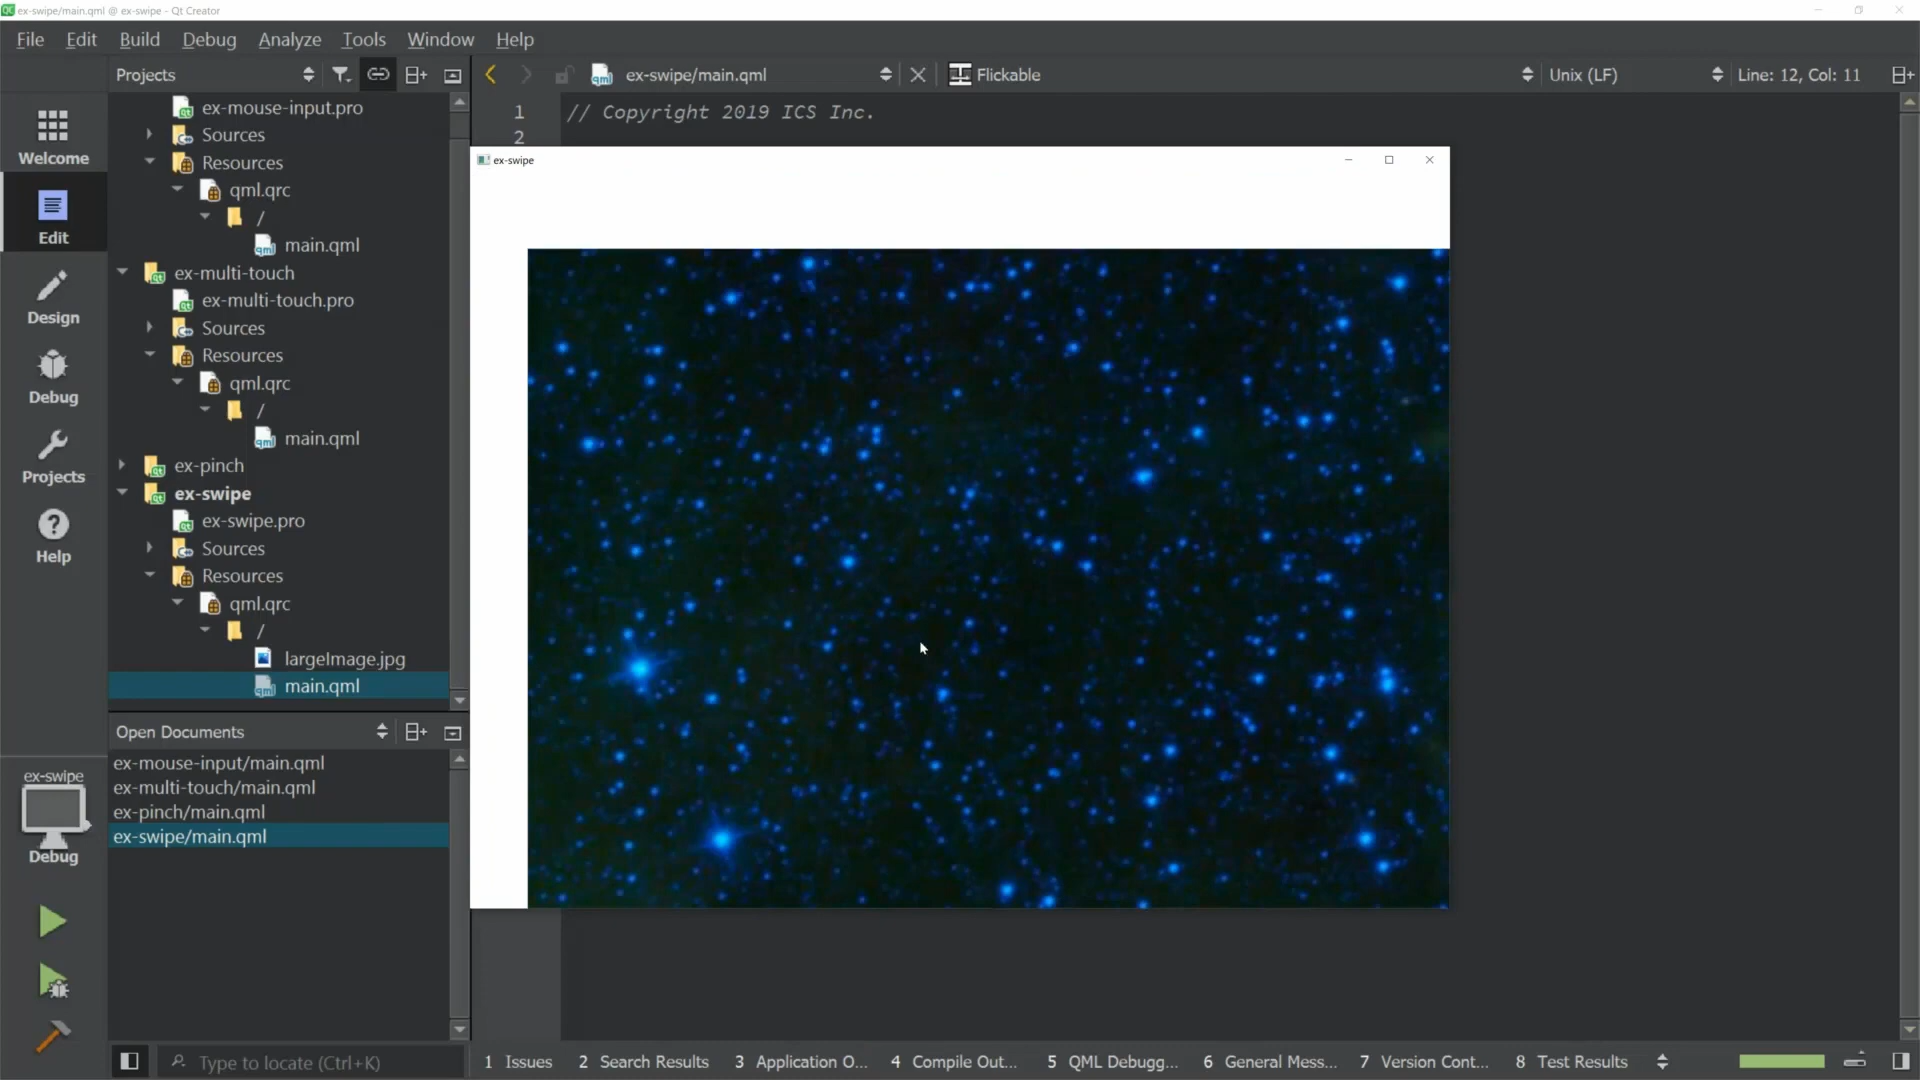 ex-swipe/main.qml @ ex-swipe - Qt Creator
File Edit Build Debug Analyze Tools Window Help
Projects
ex-swipe/main.qml
Flickable
Unix (LF)
Line: 12, Col: 11
1 // Copyright 2019 ICS Inc.
2
Welcome
Edit
Design
Debug
Projects
Help
ex-mouse-input.pro
Sources
Resources
qml.qrc
/
main.qml
ex-multi-touch
ex-multi-touch.pro
Sources
Resources
qml.qrc
/
main.qml
ex-pinch
ex-swipe
ex-swipe.pro
Sources
Resources
qml.qrc
/
largeImage.jpg
main.qml
ex-swipe
Open Documents
ex-mouse-input/main.qml
ex-multi-touch/main.qml
ex-pinch/main.qml
ex-swipe/main.qml
ex-swipe
Debug
Type to locate (Ctrl+K)
1 Issues 2 Search Results 3 Application O... 4 Compile Out... 5 QML Debugg... 6 General Mess... 7 Version Cont... 8 Test Results